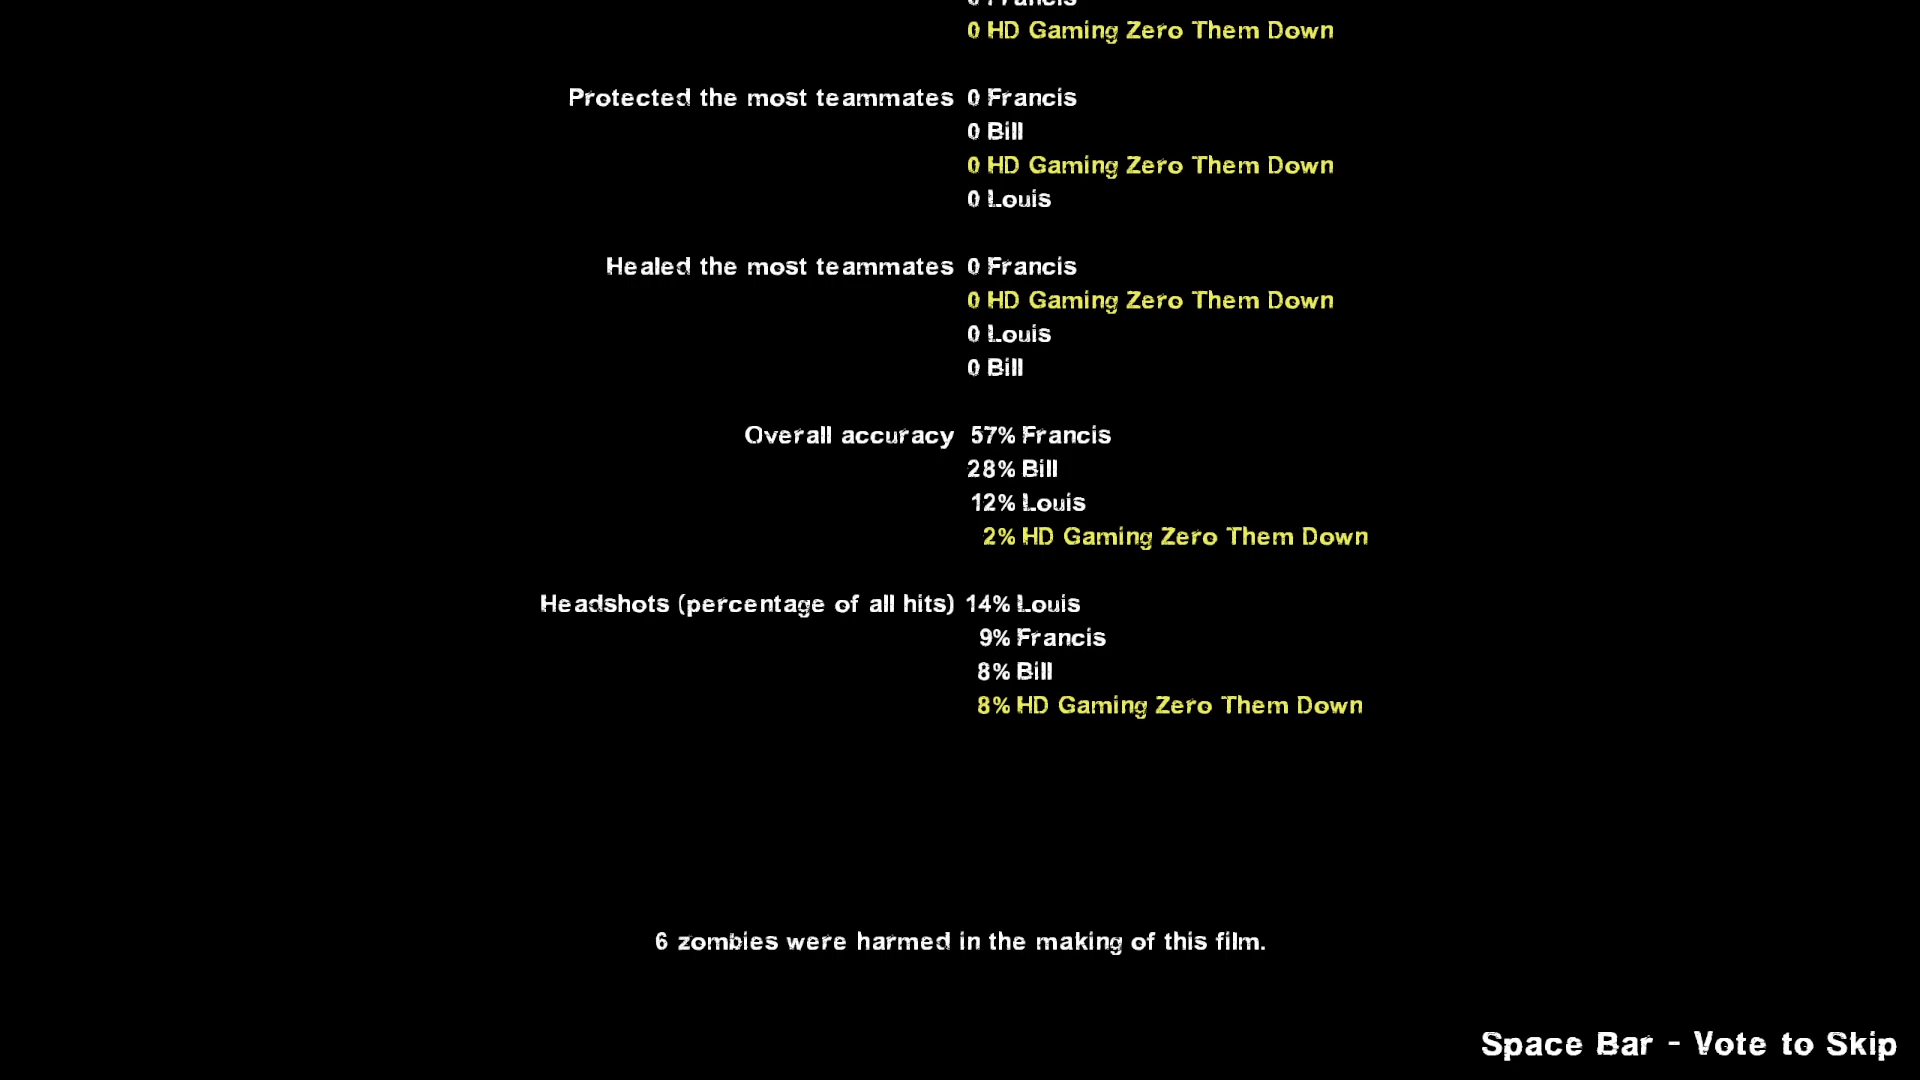 0 Francis
0 HD Gaming Zero Them Down
Protected the most teammates 0 Francis
0 Bill
0 HD Gaming Zero Them Down
0 Louis
Healed the most teammates 0 Francis
0 HD Gaming Zero Them Down
0 Louis
0 Bill
Overall accuracy 57% Francis
28% Bill
12% Louis
2% HD Gaming Zero Them Down
Headshots (percentage of all hits) 14% Louis
9% Francis
8% Bill
8% HD Gaming Zero Them Down
6 zombies were harmed in the making of this film.
Space Bar - Vote to Skip